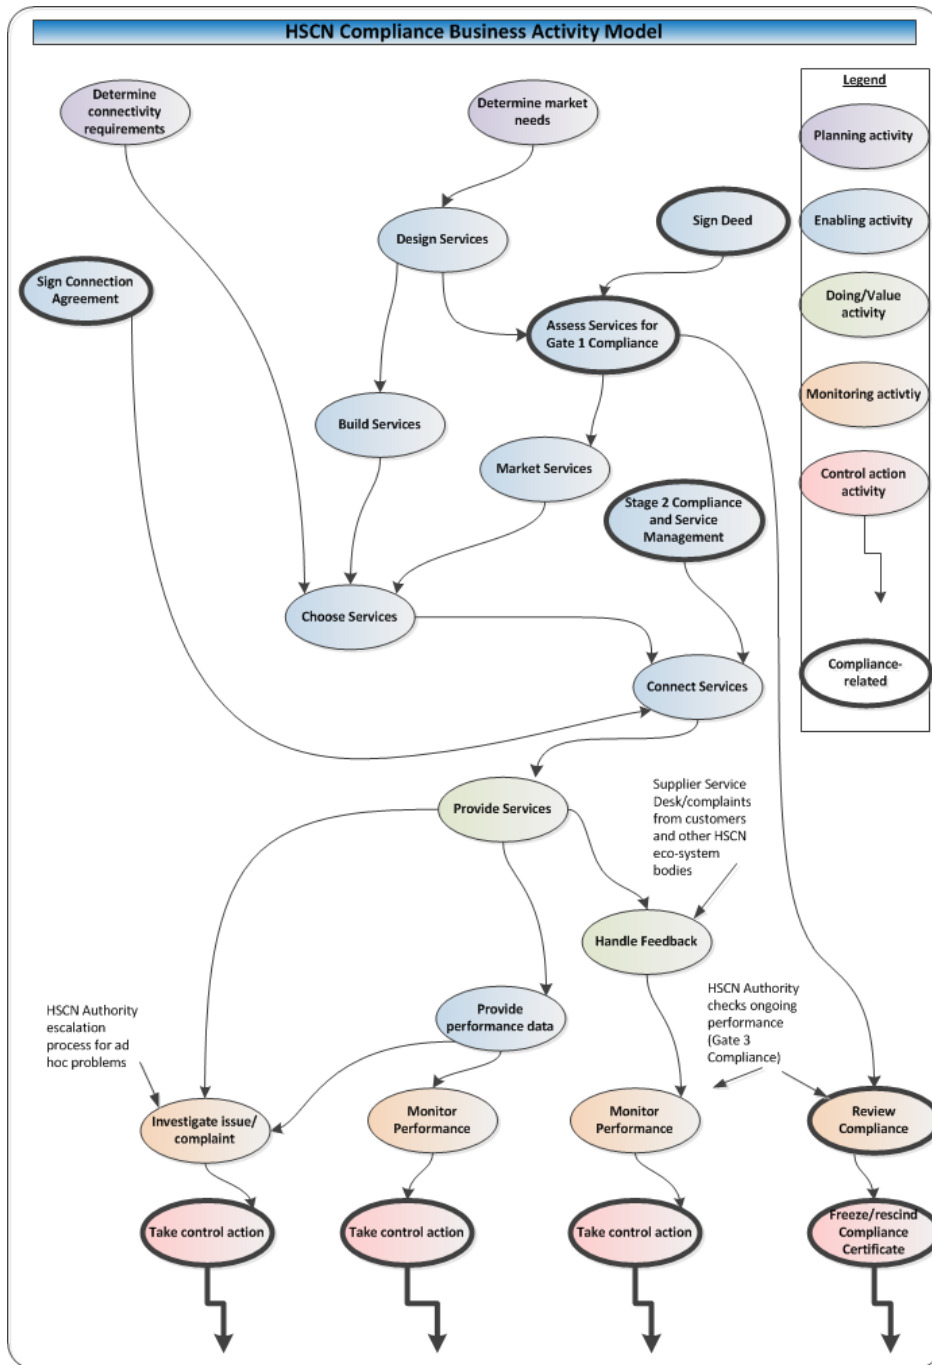 HSCN Compliance Business Activity Model
Determine
connectivity
requirements
Determine market
needs
Legend
Planning activity
Sign Deed
Enabling activity
Design Services
Sign Connection
Agreement
Doing/Value
activity
Assess Services for
Gate 1 Compliance
Monitoring activtiy
Build Services
Market Services
Control action
activity
Stage 2 Compliance
and Service
Management
Choose Services
Compliance-
related
Connect Services
Provide Services
Supplier Service
Desk/complaints
from customers
and other HSCN
eco-system
bodies
Handle Feedback
HSCN Authority
escalation
process for ad
hoc problems
Provide
performance data
HSCN Authority
checks ongoing
performance
(Gate 3
Compliance)
Investigate issue/
complaint
Monitor
Performance
Monitor
Performance
Review
Compliance
Take control action
Take control action
Take control action
Freeze/rescind
Compliance
Certificate